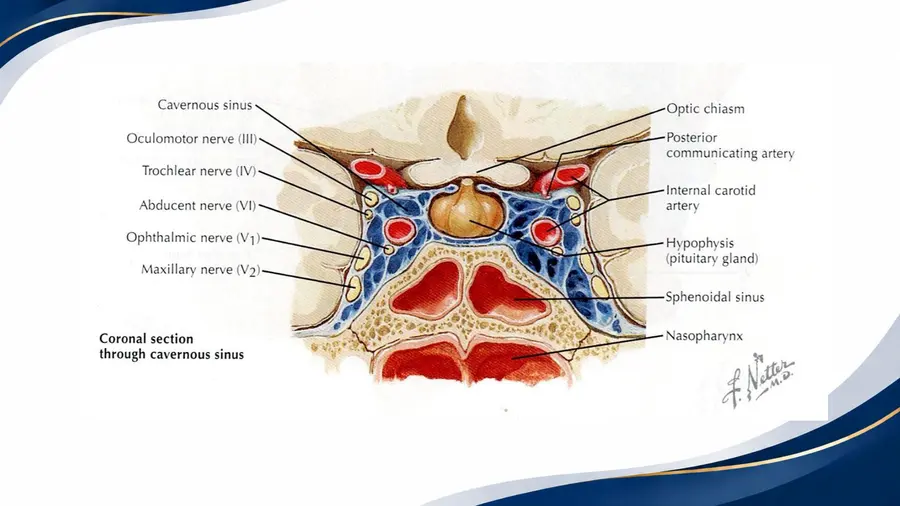 Cavernous sinus
Oculomotor nerve (III)
Trochlear nerve (IV)
Abducent nerve (VI)
Ophthalmic nerve (V1)
Maxillary nerve (V2)
Coronal section
through cavernous sinus
Optic chiasm
Posterior
communicating artery
Internal carotid
artery
Hypophysis
(pituitary gland)
Sphenoidal sinus
Nasopharynx
F. Netter
M.D.